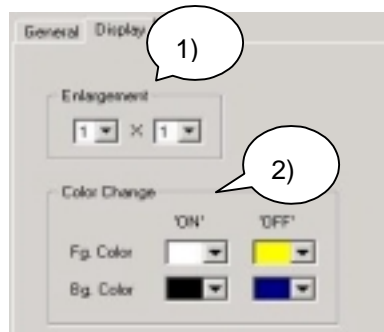 General Display
1)
Enlargement
1 × 1
2)
Color Change
'ON' 'OFF'
Fg. Color
Bg. Color